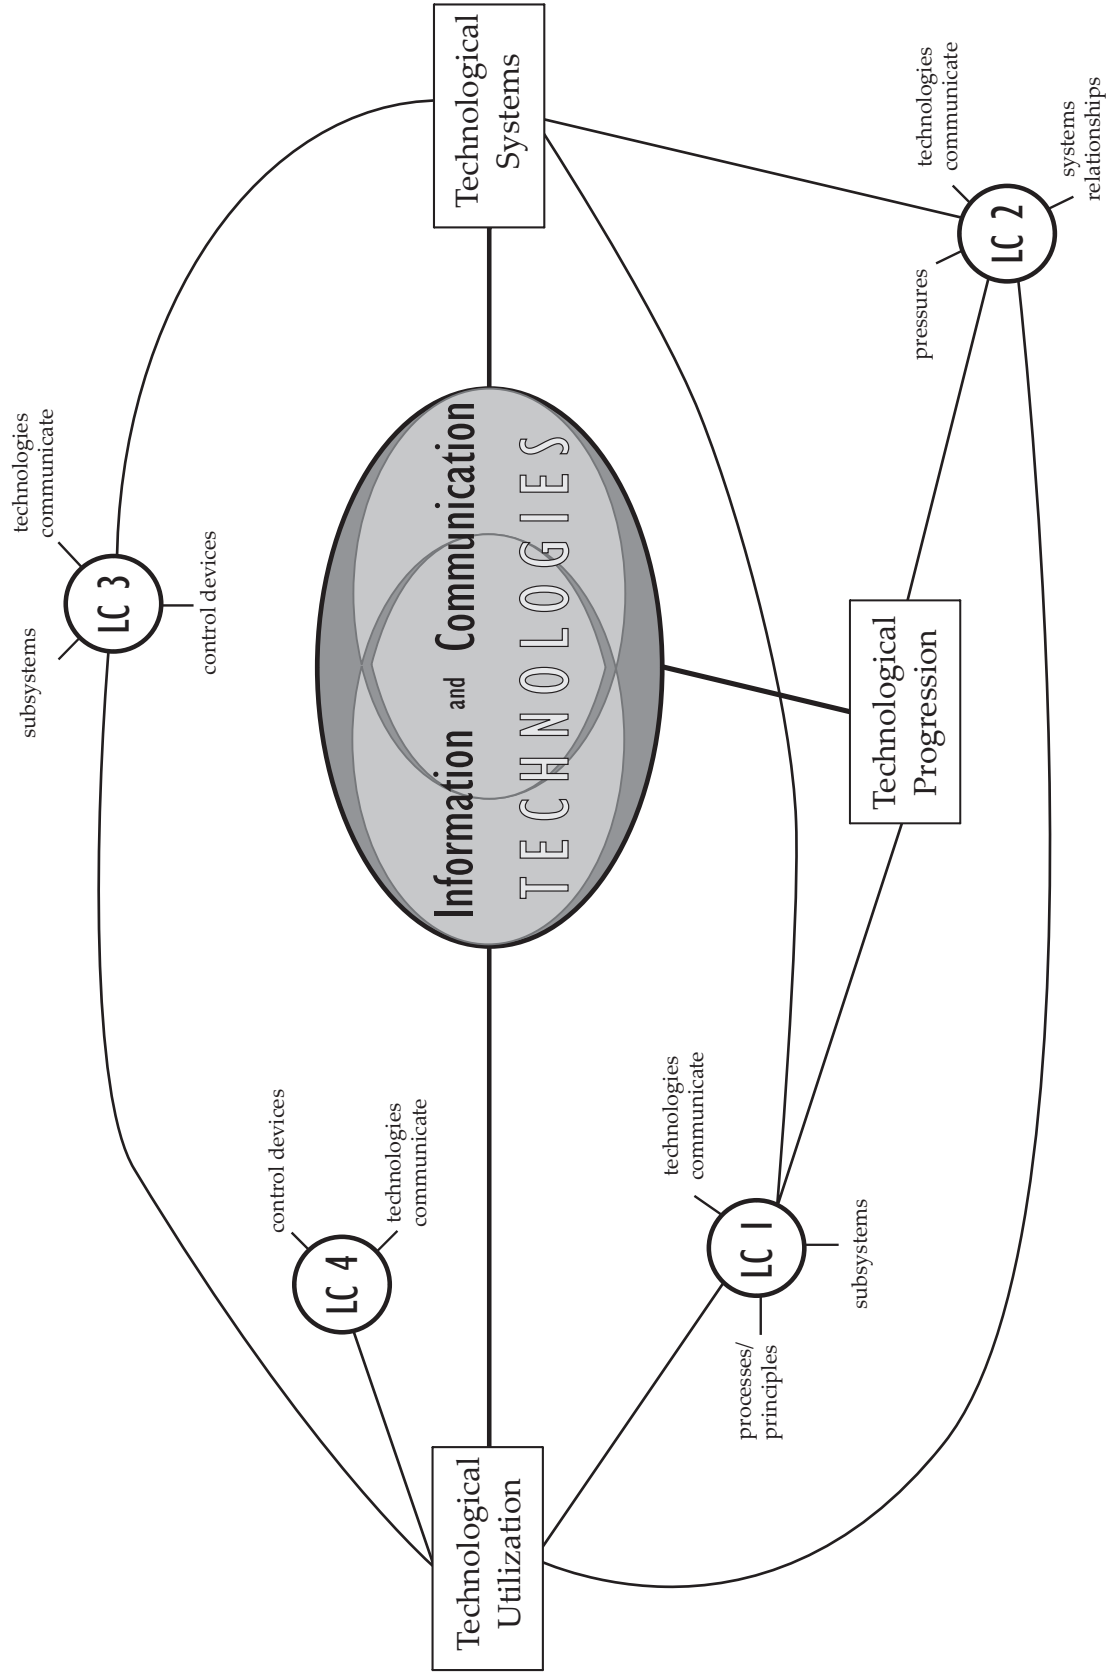 subsystems
technologies
communicate
LC 3
control devices
control devices
LC 4
technologies
communicate
Technological
Utilization
Information and Communication
TECHNOLOGIES
Technological
Systems
technologies
communicate
LC 1
processes/
principles
subsystems
Technological
Progression
pressures
technologies
communicate
LC 2
systems
relationships